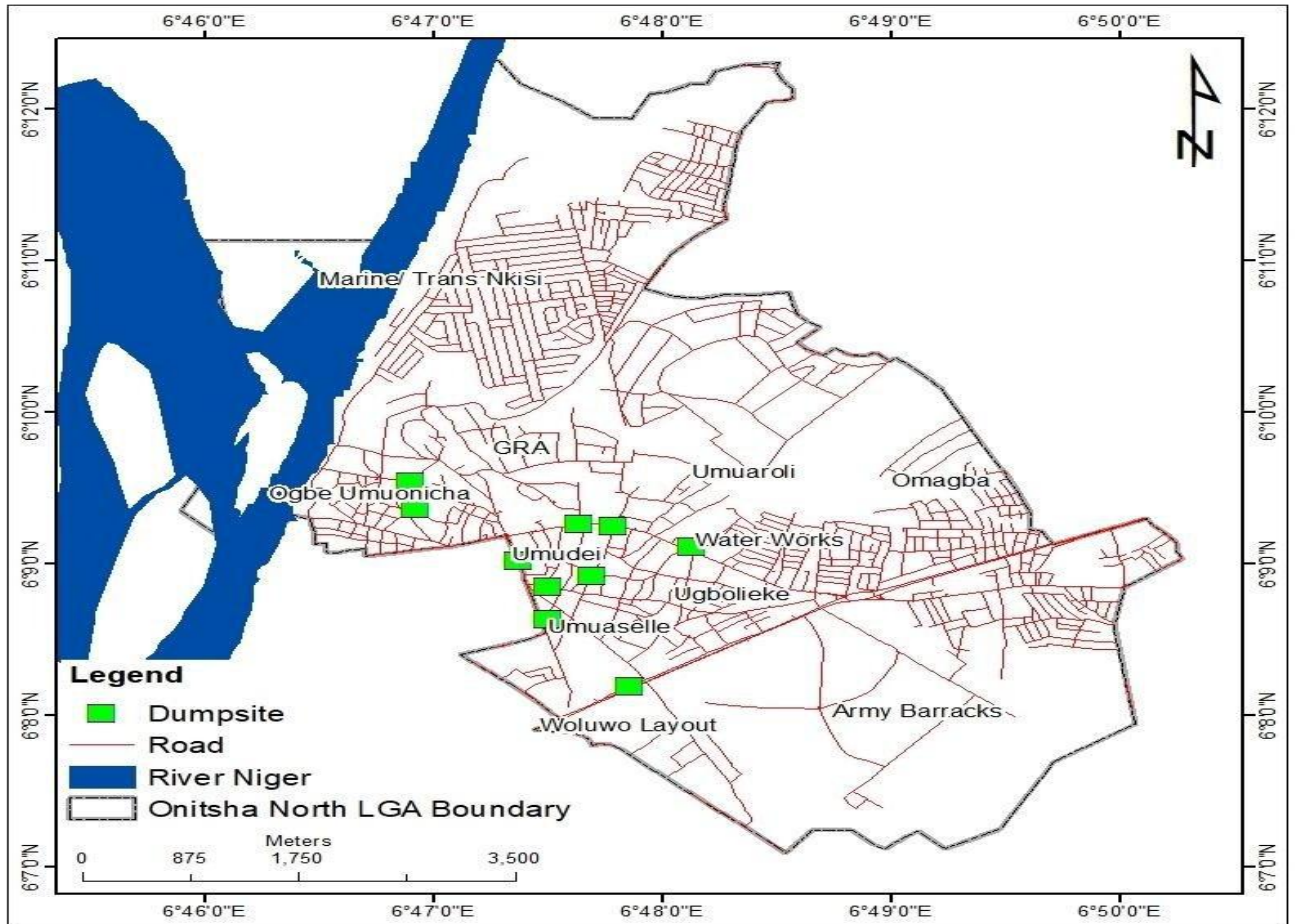 6°46'0"E 6°47'0"E 6°48'0"E 6°49'0"E 6°50'0"E
6°12'0"N 6°12'0"N
N
6°11'0"N 6°11'0"N
Marine/ Trans Nkisi
6°10'0"N 6°10'0"N
GRA
Umuaroli
Omagba
Ogbe Umuonicha
Water Works
Umudei
6°9'0"N 6°9'0"N
Ugbolieke
Umuaselle
Army Barracks
Woluwo Layout
6°8'0"N 6°8'0"N
Legend
Dumpsite
Road
River Niger
Onitsha North LGA Boundary
Meters
0 875 1,750 3,500
6°7'0"N 6°7'0"N
6°46'0"E 6°47'0"E 6°48'0"E 6°49'0"E 6°50'0"E